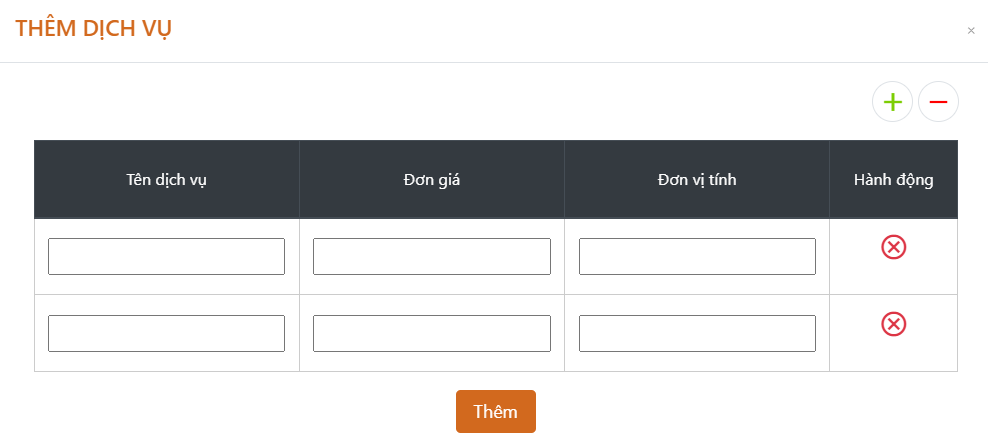 THÊM DỊCH VỤ
×
Tên dịch vụ Đơn giá Đơn vị tính Hành động
Thêm